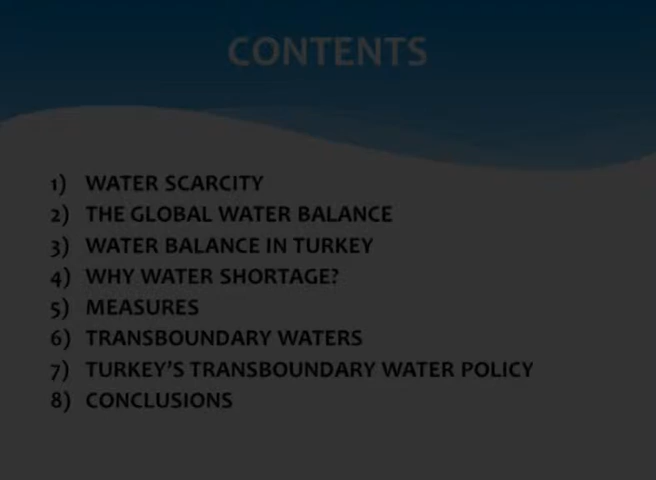 CONTENTS
1) WATER SCARCITY
2) THE GLOBAL WATER BALANCE
3) WATER BALANCE IN TURKEY
4) WHY WATER SHORTAGE?
5) MEASURES
6) TRANSBOUNDARY WATERS
7) TURKEY'S TRANSBOUNDARY WATER POLICY
8) CONCLUSIONS